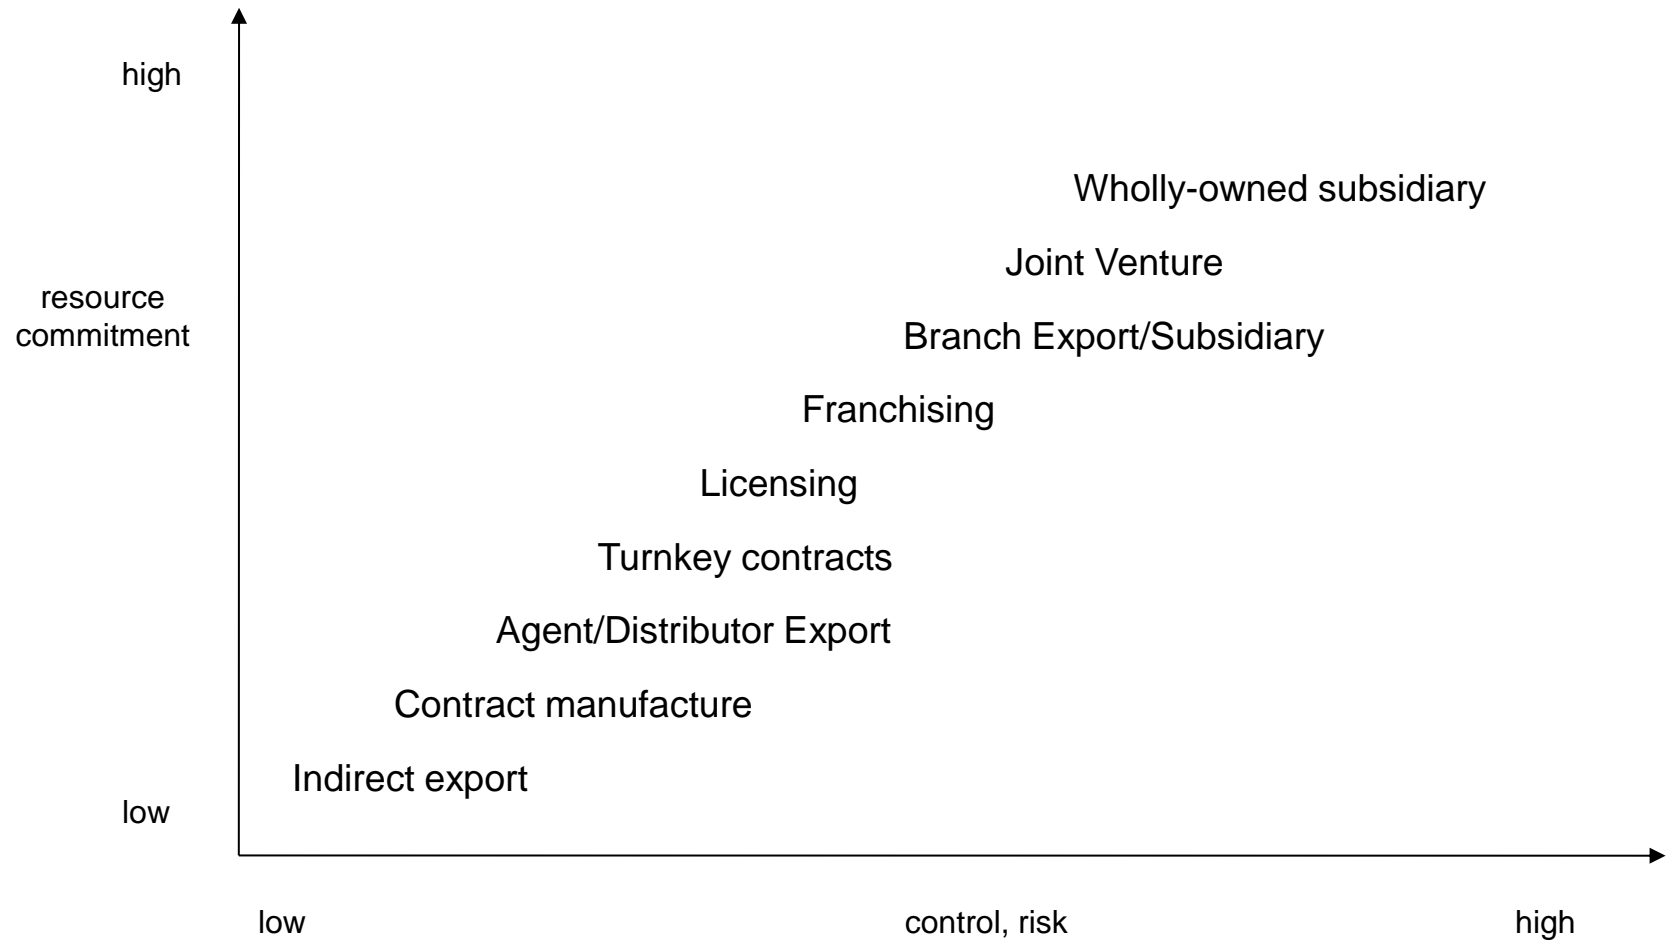 high
Wholly-owned subsidiary
Joint Venture
resource
commitment
Branch Export/Subsidiary
Franchising
Licensing
Turnkey contracts
Agent/Distributor Export
Contract manufacture
Indirect export
low
low
control, risk
high